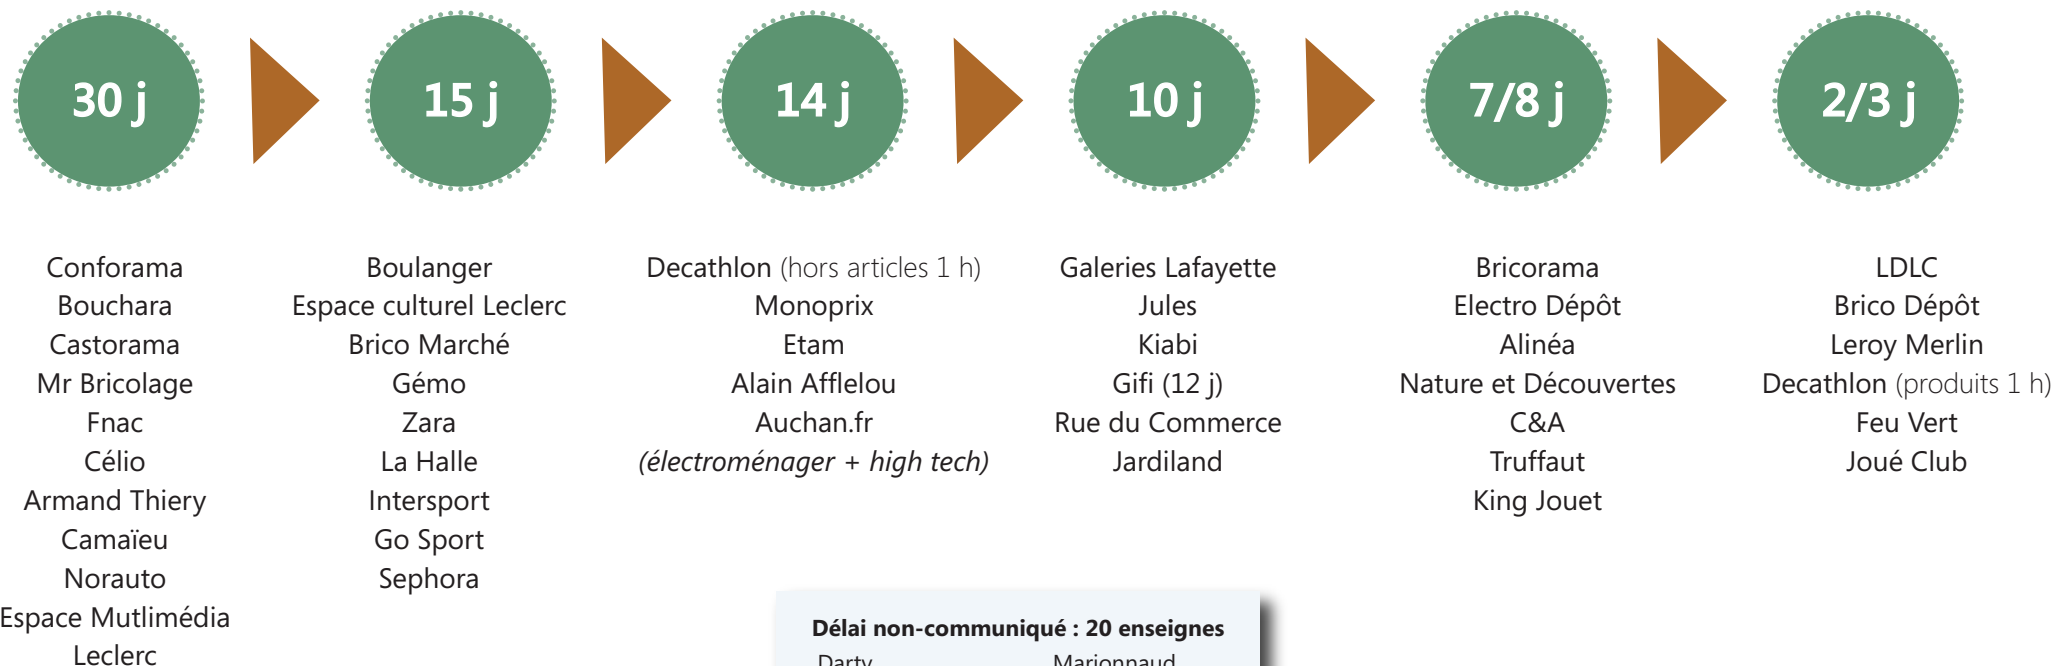 30 j
15 j
14 j
10 j
7/8 j
2/3 j
Conforama
Bouchara
Castorama
Mr Bricolage
Fnac
Célio
Armand Thiery
Camaïeu
Norauto
Espace Mutlimédia
Leclerc
Boulanger
Espace culturel Leclerc
Brico Marché
Gémo
Zara
La Halle
Intersport
Go Sport
Sephora
Decathlon (hors articles 1 h)
Monoprix
Etam
Alain Afflelou
Auchan.fr
(électroménager + high tech)
Galeries Lafayette
Jules
Kiabi
Gifi (12 j)
Rue du Commerce
Jardiland
Bricorama
Electro Dépôt
Alinéa
Nature et Découvertes
C&A
Truffaut
King Jouet
LDLC
Brico Dépôt
Leroy Merlin
Decathlon (produits 1 h)
Feu Vert
Joué Club
Délai non-communiqué : 20 enseignes
Darty
Marionnaud